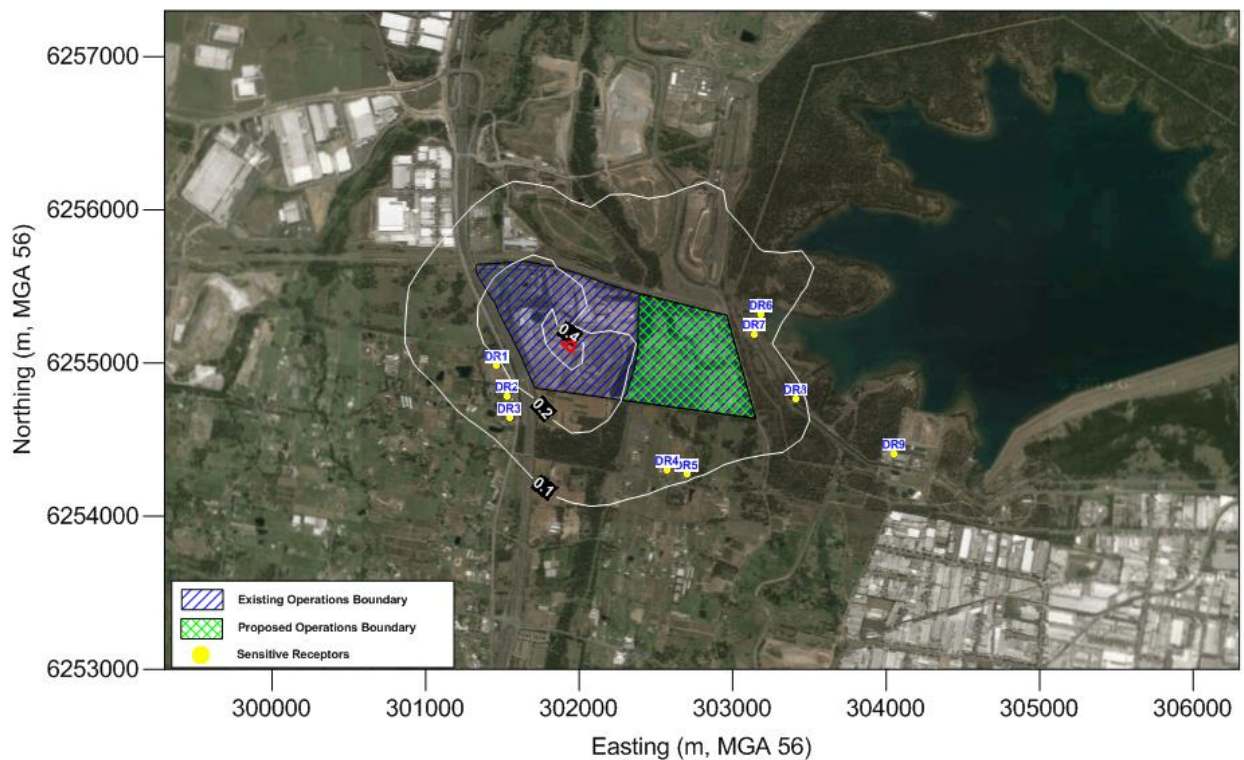 6257000
6256000
6255000
6254000
6253000
Northing (m, MGA 56)
DR6
DR7
0.4
DR1
DR2
DR3
0.2
DR8
DR9
DR4
DR5
0.1
Existing Operations Boundary
Proposed Operations Boundary
Sensitive Receptors
300000 301000 302000 303000 304000 305000 306000
Easting (m, MGA 56)